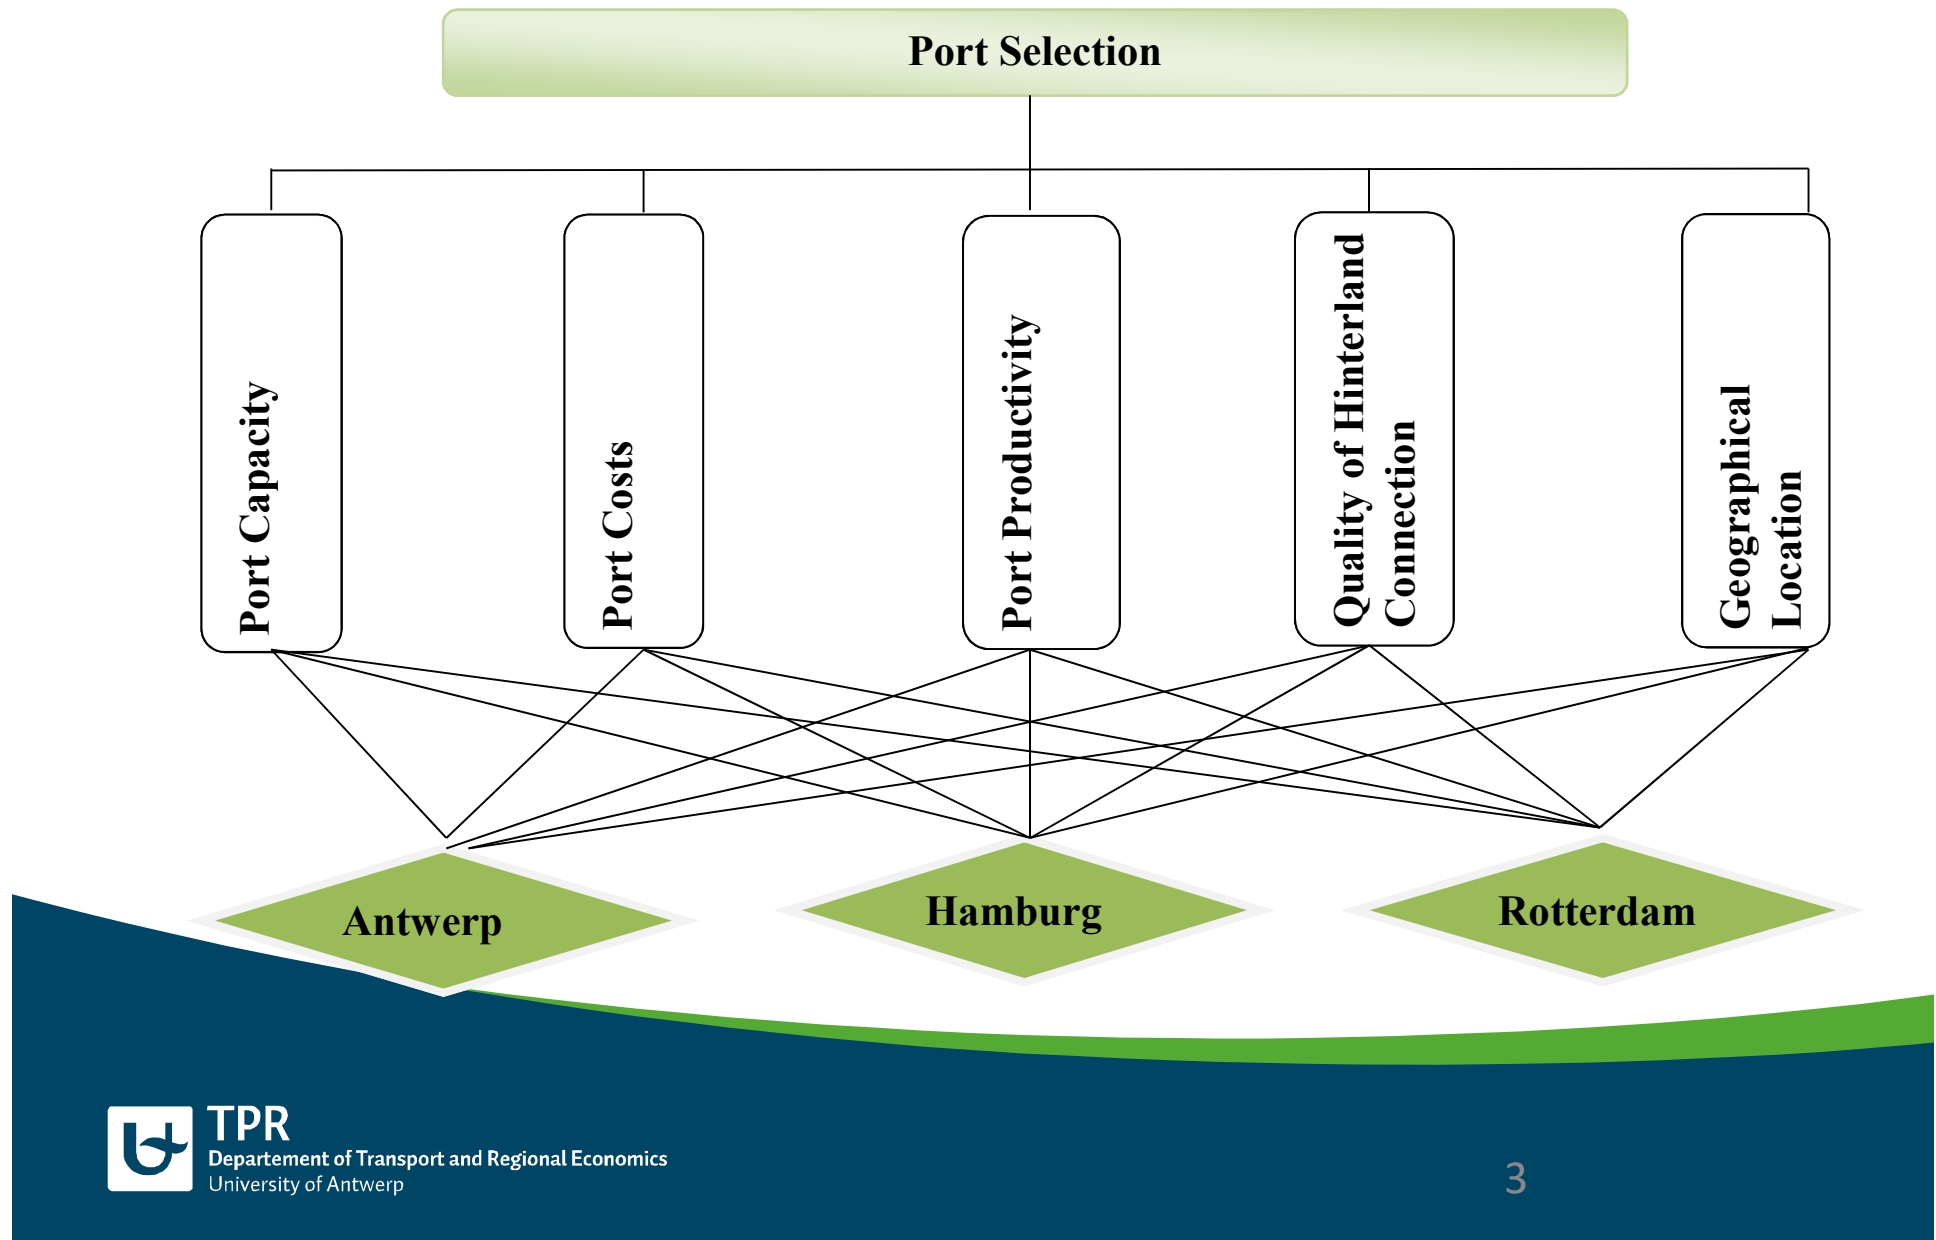 Port Selection
Port Capacity
Port Costs
Port Productivity
Quality of Hinterland
Connection
Geographical
Location
Antwerp
Hamburg
Rotterdam
TPR
Departement of Transport and Regional Economics
University of Antwerp
3